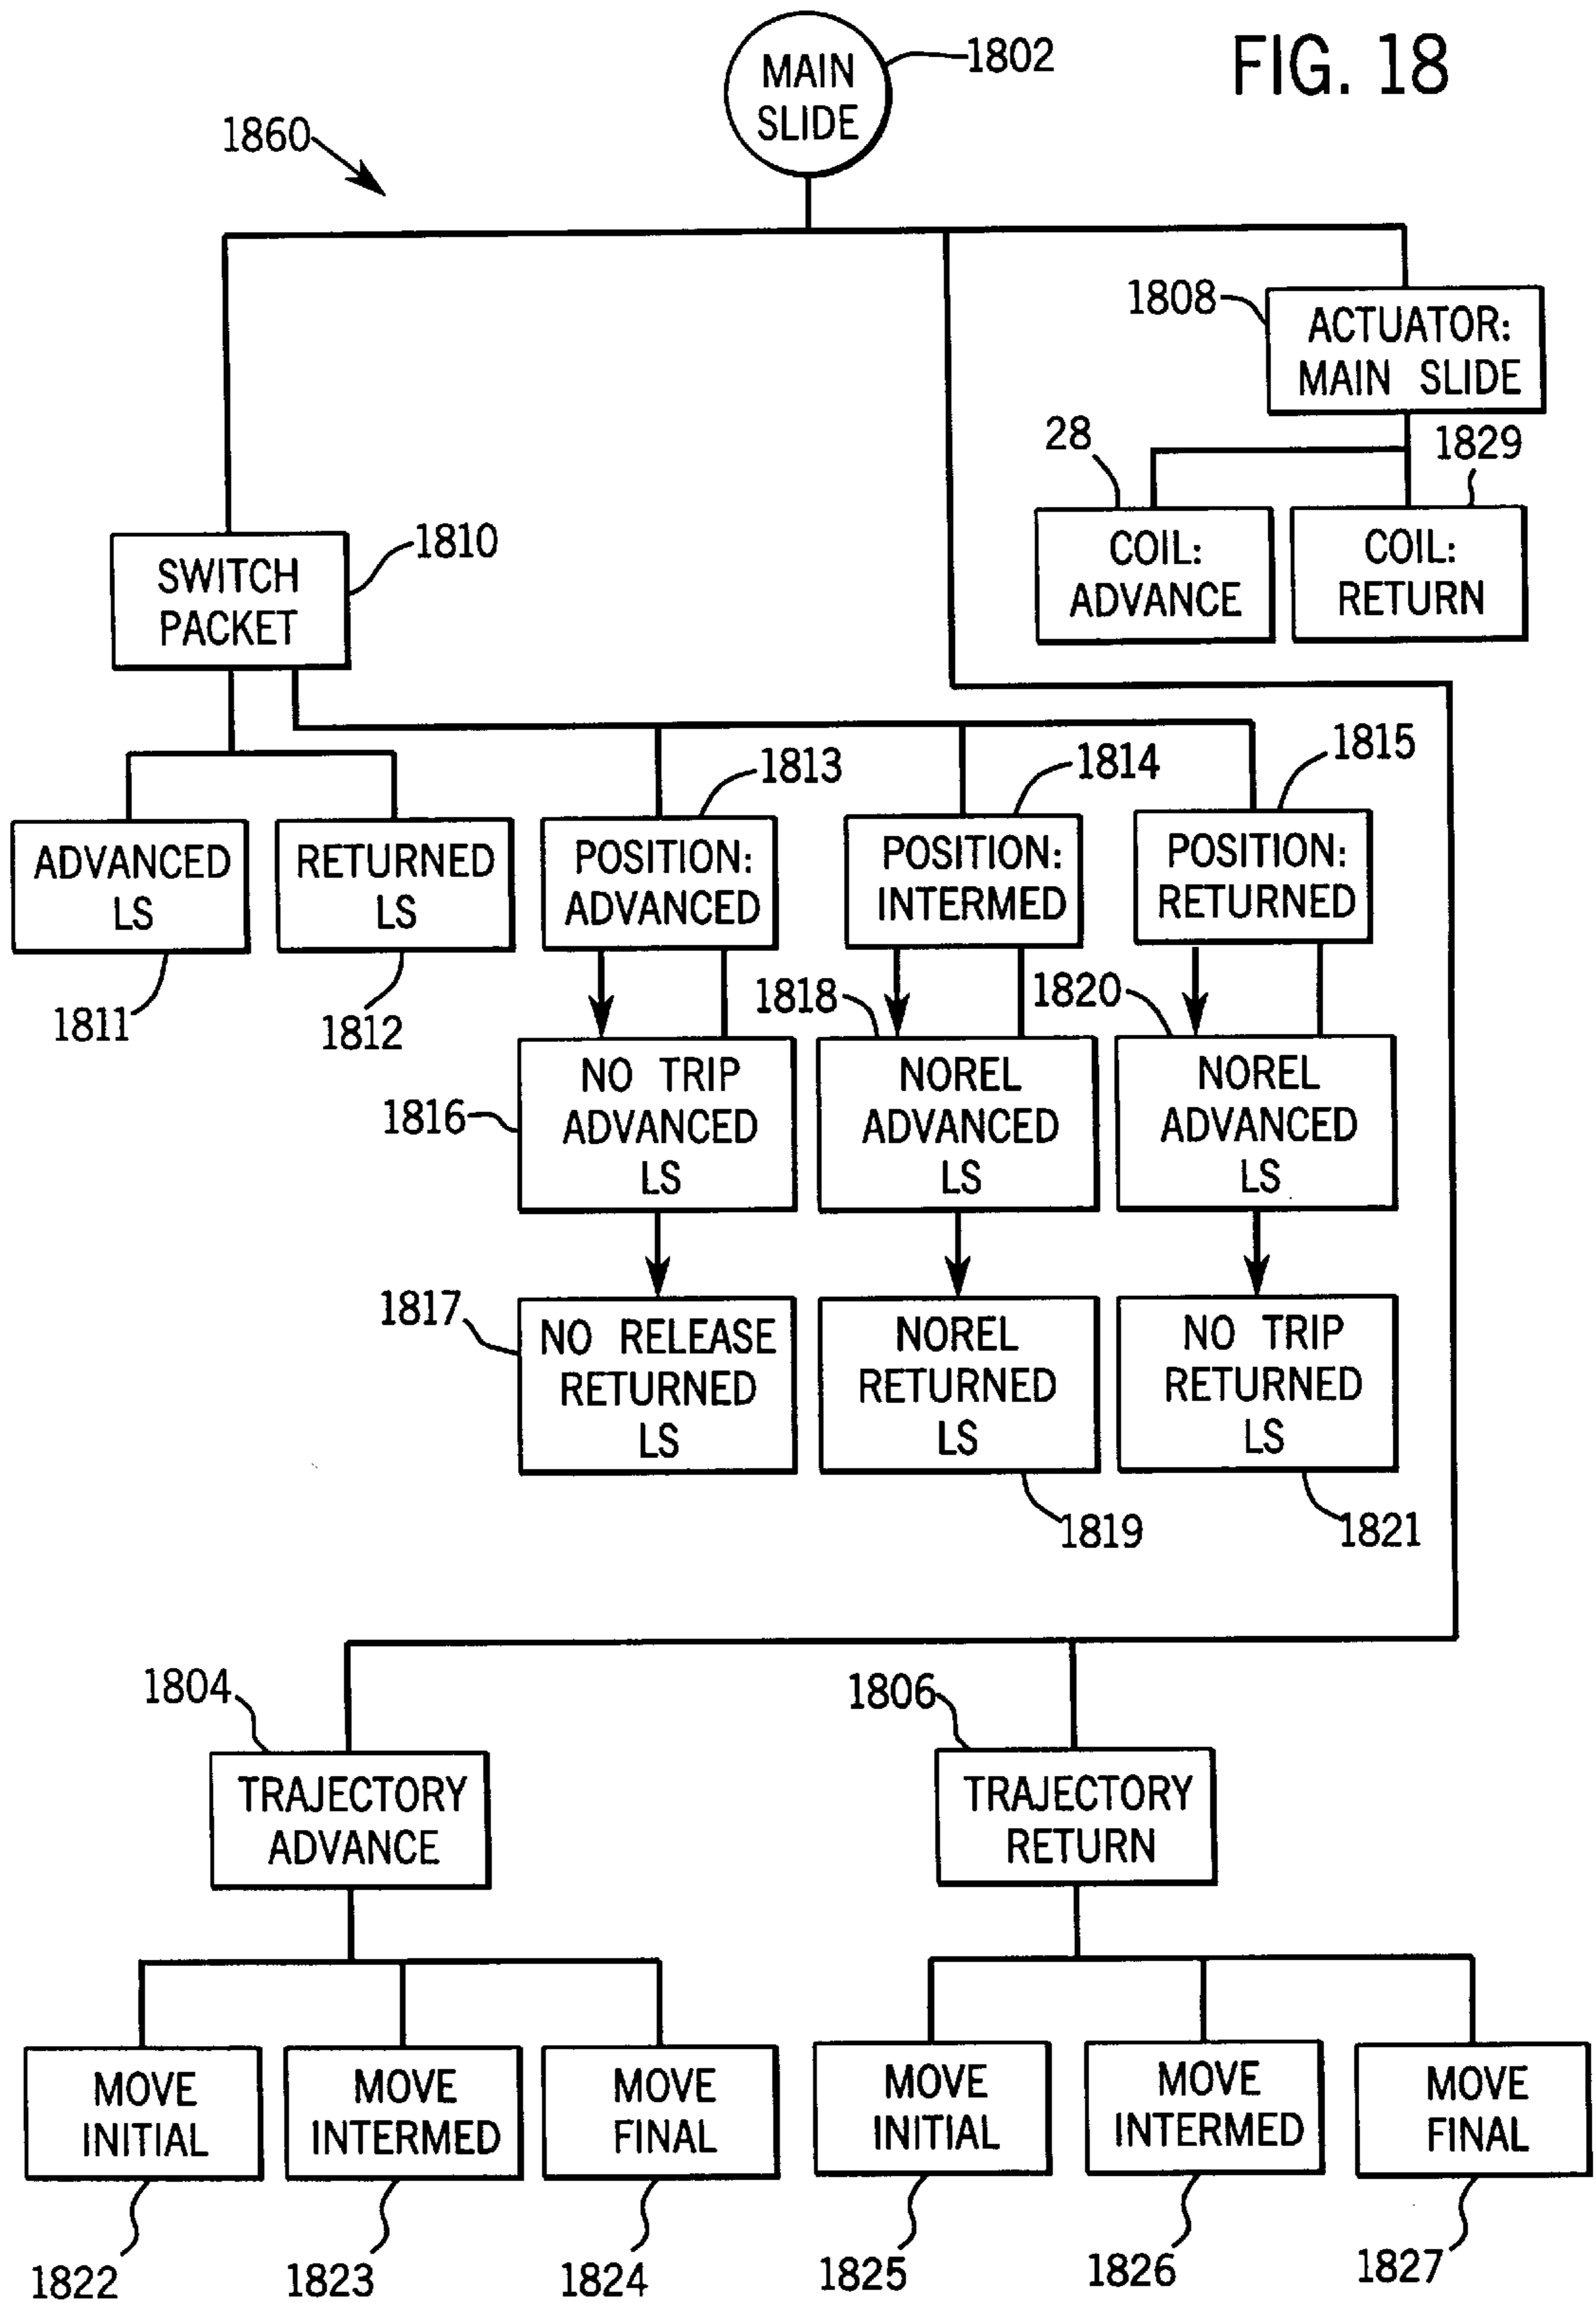 FIG. 18
MAIN
SLIDE
1802
1860
1808
ACTUATOR:
MAIN SLIDE
28
1829
COIL:
ADVANCE
COIL:
RETURN
SWITCH
PACKET
1810
1813
1814
1815
ADVANCED
LS
RETURNED
LS
POSITION:
ADVANCED
POSITION:
INTERMED
POSITION:
RETURNED
1811
1812
1818
1820
1816
NO TRIP
ADVANCED
LS
NOREL
ADVANCED
LS
NOREL
ADVANCED
LS
1817
NO RELEASE
RETURNED
LS
NOREL
RETURNED
LS
NO TRIP
RETURNED
LS
1819
1821
1804
1806
TRAJECTORY
ADVANCE
TRAJECTORY
RETURN
MOVE
INITIAL
MOVE
INTERMED
MOVE
FINAL
MOVE
INITIAL
MOVE
INTERMED
MOVE
FINAL
1822
1823
1824
1825
1826
1827